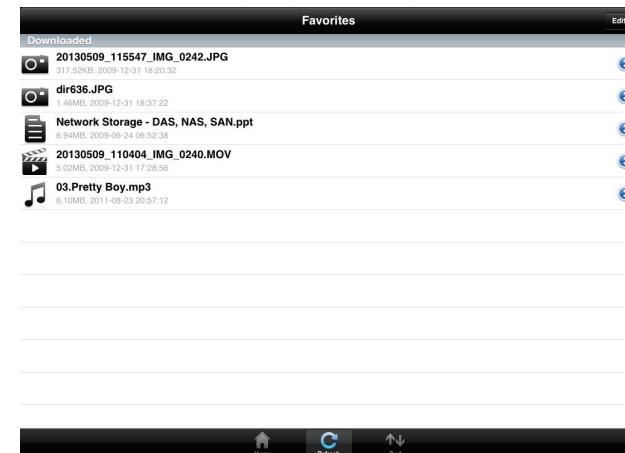 Favorites
Edit
Downloaded
20130509_115547_IMG_0242.JPG
317.52KB, 2009-12-31 18:20:32
dir636.JPG
1.46MB, 2009-12-31 18:37:22
Network Storage - DAS, NAS, SAN.ppt
6.94MB, 2009-06-24 06:52:38
20130509_110404_IMG_0240.MOV
5.02MB, 2009-12-31 17:28:56
03.Pretty Boy.mp3
6.10MB, 2011-08-23 20:57:12